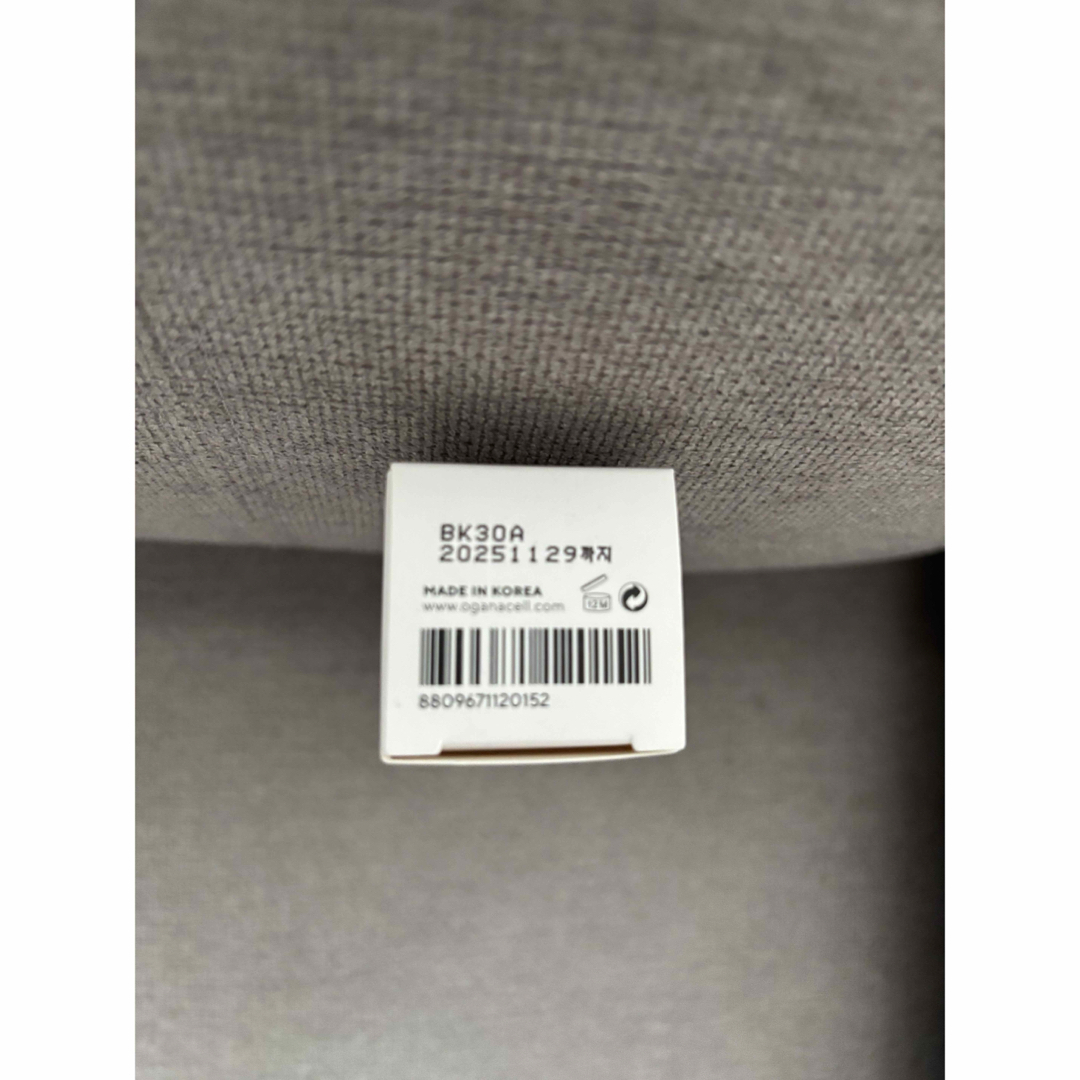 BK30A
20251129까지
MADE IN KOREA
www.oganacell.com
12M
8809671120152